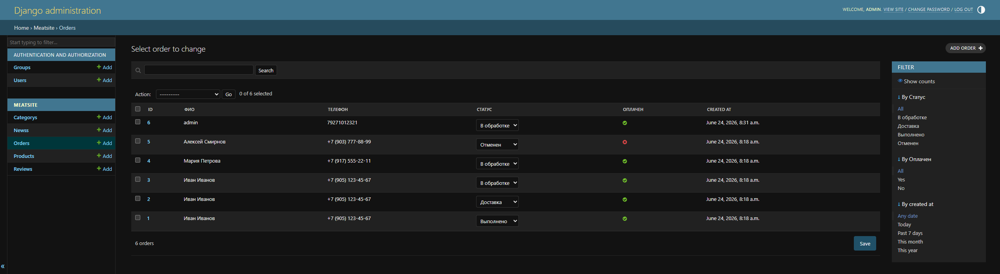 Django administration
WELCOME, ADMIN. VIEW SITE / CHANGE PASSWORD / LOG OUT
Home › Meatsite › Orders
Start typing to filter...
AUTHENTICATION AND AUTHORIZATION
Groups + Add
Users + Add
MEATSITE
Categorys + Add
Newss + Add
Orders + Add
Products + Add
Reviews + Add
«
Select order to change
ADD ORDER +
Search
Action: --------- Go 0 of 6 selected
ID ФИО ТЕЛЕФОН СТАТУС ОПЛАЧЕН CREATED AT
6 admin 79271012321 В обработке June 24, 2026, 8:31 a.m.
5 Алексей Смирнов +7 (903) 777-88-99 Отменен June 24, 2026, 8:18 a.m.
4 Мария Петрова +7 (917) 555-22-11 В обработке June 24, 2026, 8:18 a.m.
3 Иван Иванов +7 (905) 123-45-67 В обработке June 24, 2026, 8:18 a.m.
2 Иван Иванов +7 (905) 123-45-67 Доставка June 24, 2026, 8:18 a.m.
1 Иван Иванов +7 (905) 123-45-67 Выполнено June 24, 2026, 8:18 a.m.
6 orders
Save
FILTER
Show counts
↓ By Статус
All
В обработке
Доставка
Выполнено
Отменен
↓ By Оплачен
All
Yes
No
↓ By created at
Any date
Today
Past 7 days
This month
This year